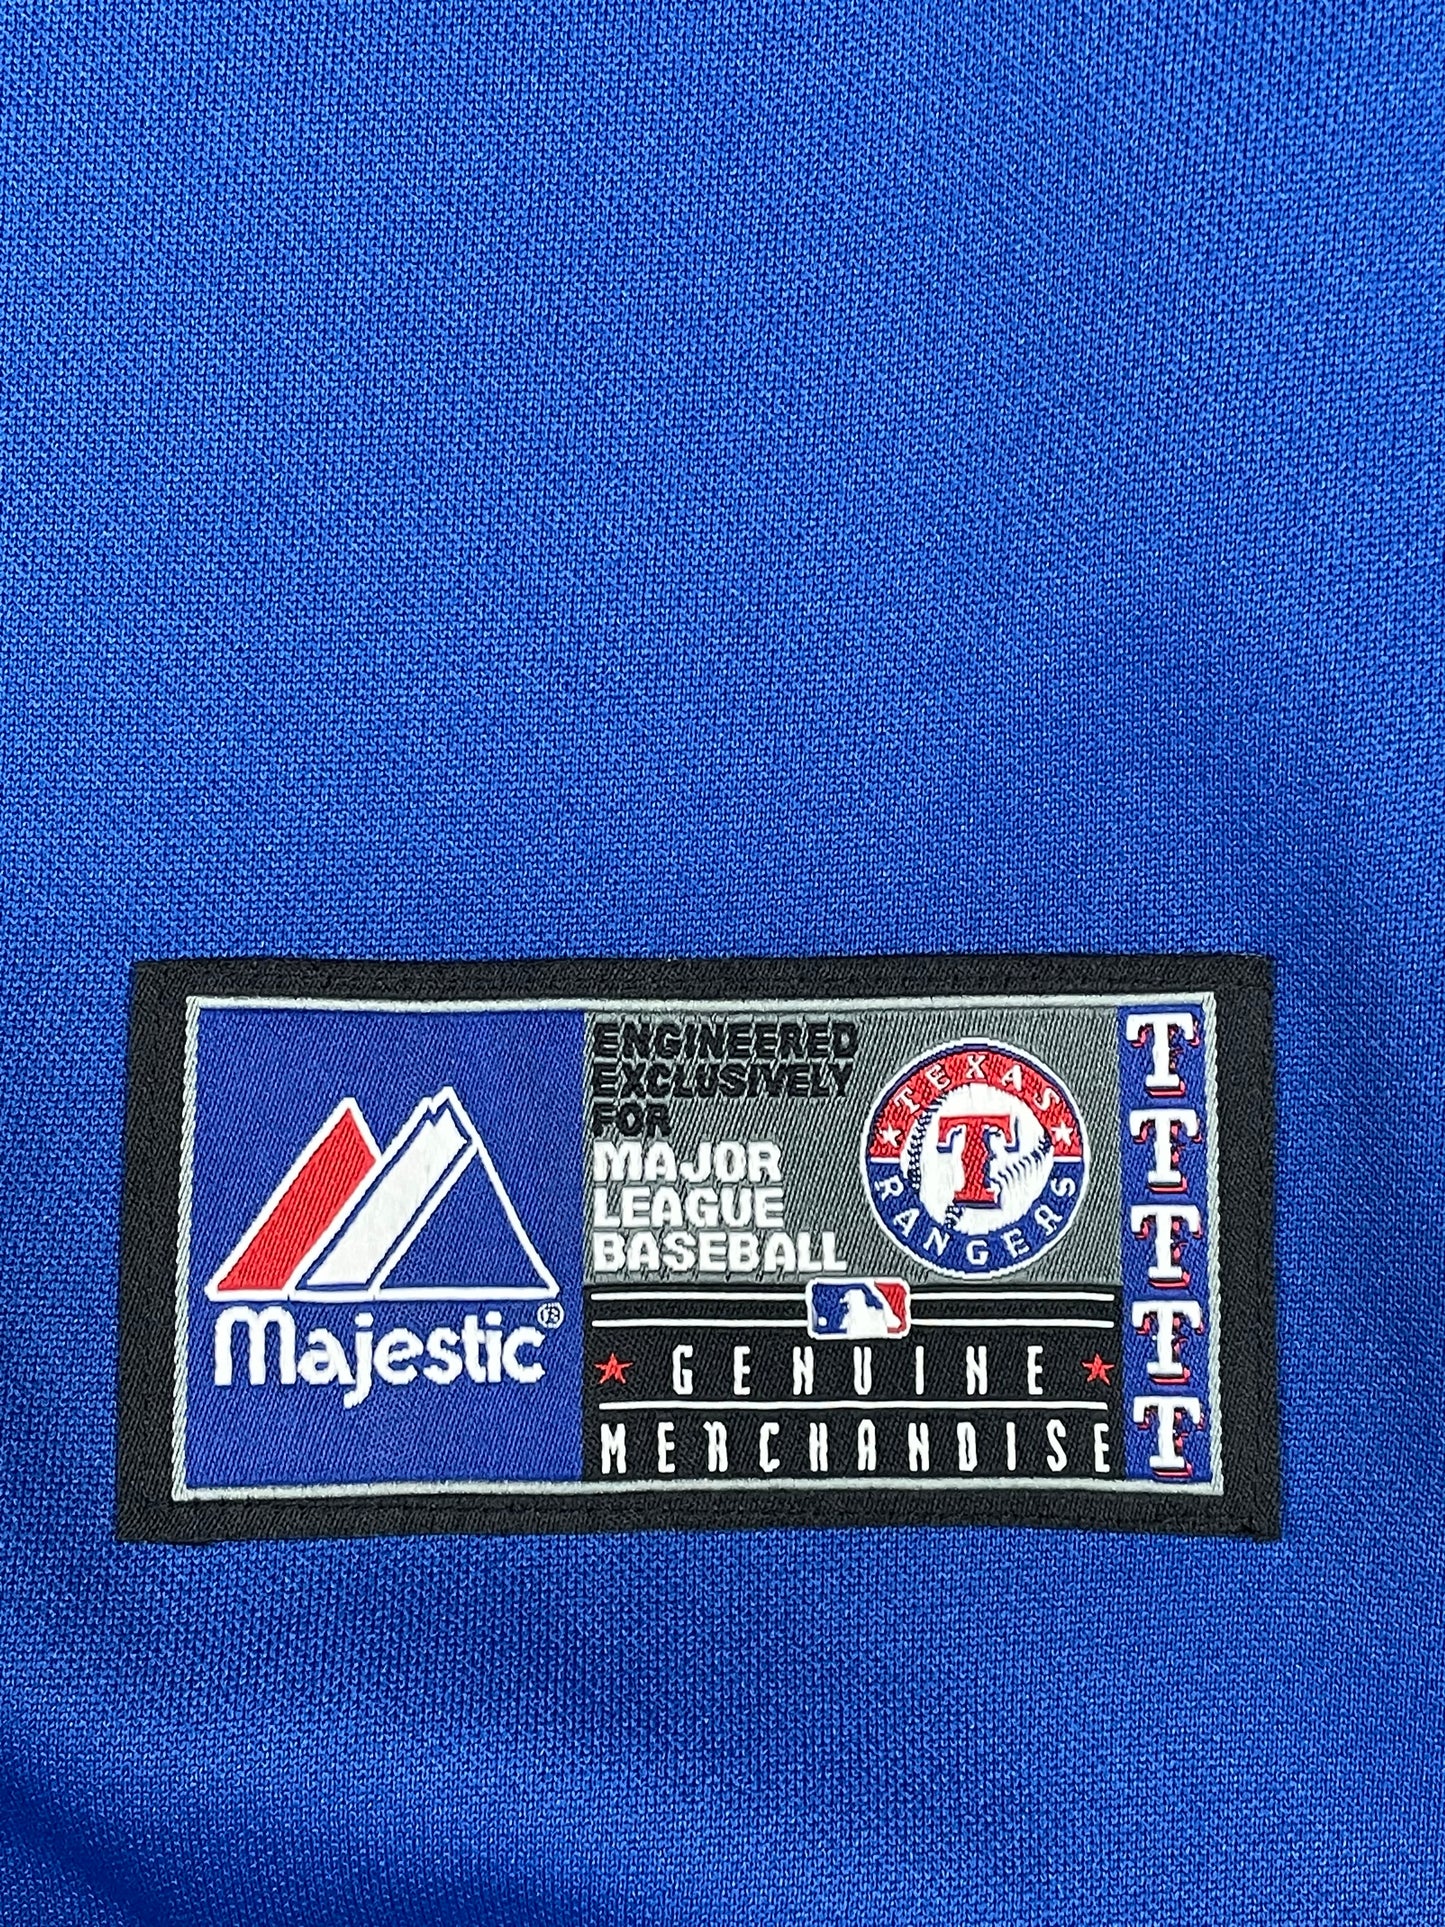 Majestic®
ENGINEERED
EXCLUSIVELY
FOR
MAJOR
LEAGUE
BASEBALL
TEXAS
T
RANGERS
GENUINE
MERCHANDISE
T
T
T
T
T